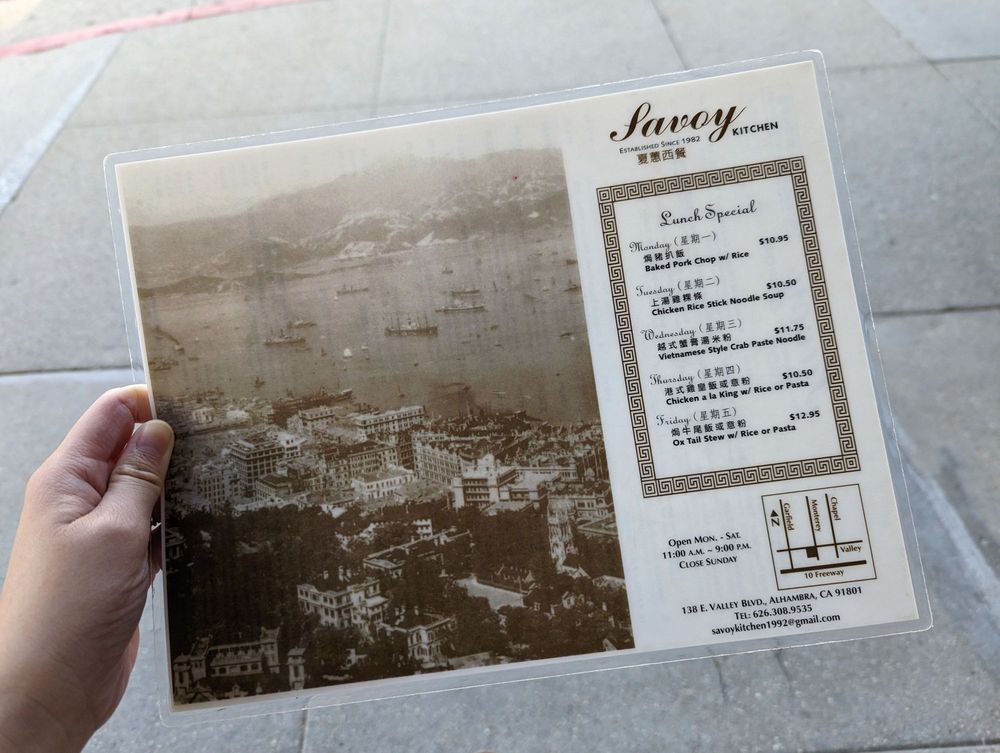 Savoy KITCHEN
ESTABLISHED SINCE 1982
夏蕙西餐
Lunch Special
Monday (星期一)
焗豬扒飯 $10.95
Baked Pork Chop w/ Rice
Tuesday (星期二)
上湯雞粿條 $10.50
Chicken Rice Stick Noodle Soup
Wednesday (星期三)
越式蟹膏湯米粉 $11.75
Vietnamese Style Crab Paste Noodle
Thursday (星期四)
港式雞皇飯或意粉 $10.50
Chicken a la King w/ Rice or Pasta
Friday (星期五)
焗牛尾飯或意粉 $12.95
Ox Tail Stew w/ Rice or Pasta
OPEN MON. - SAT.
11:00 A.M. ~ 9:00 P.M.
CLOSE SUNDAY
N
Garfield
Monterey
Chapel
Valley
10 Freeway
138 E. VALLEY BLVD., ALHAMBRA, CA 91801
TEL: 626.308.9535
savoykitchen1992@gmail.com